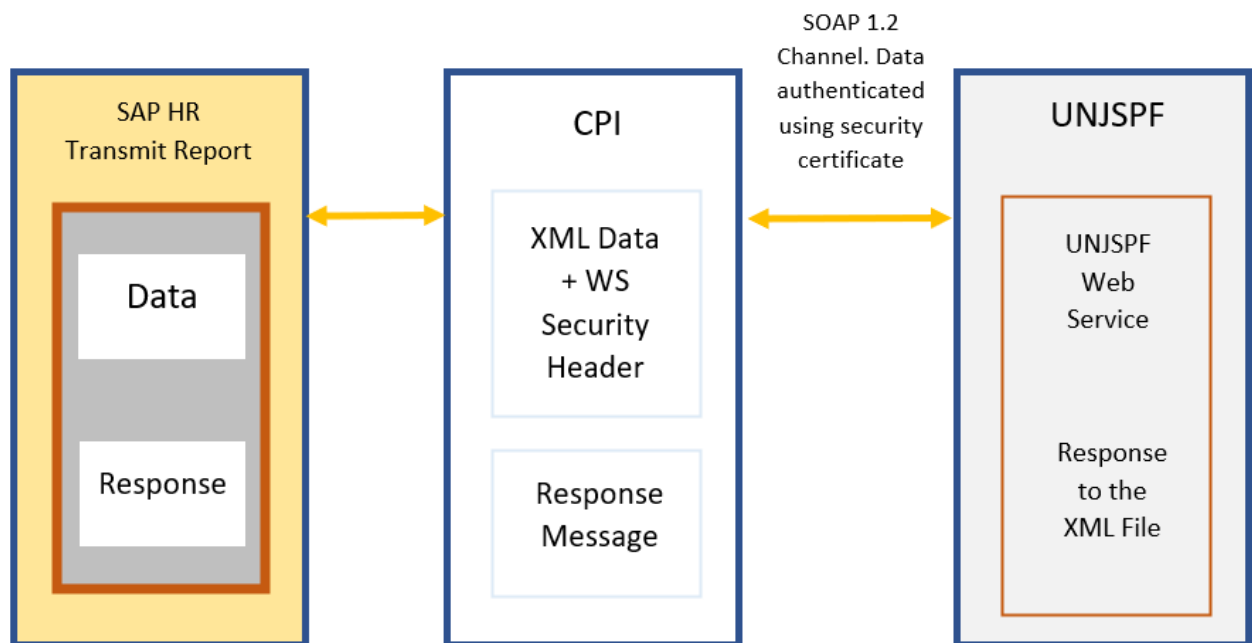 SAP HR
Transmit Report
Data
Response
CPI
XML Data
+ WS
Security
Header
Response
Message
SOAP 1.2
Channel. Data
authenticated
using security
certificate
UNJSPF
UNJSPF
Web
Service
Response
to the
XML File